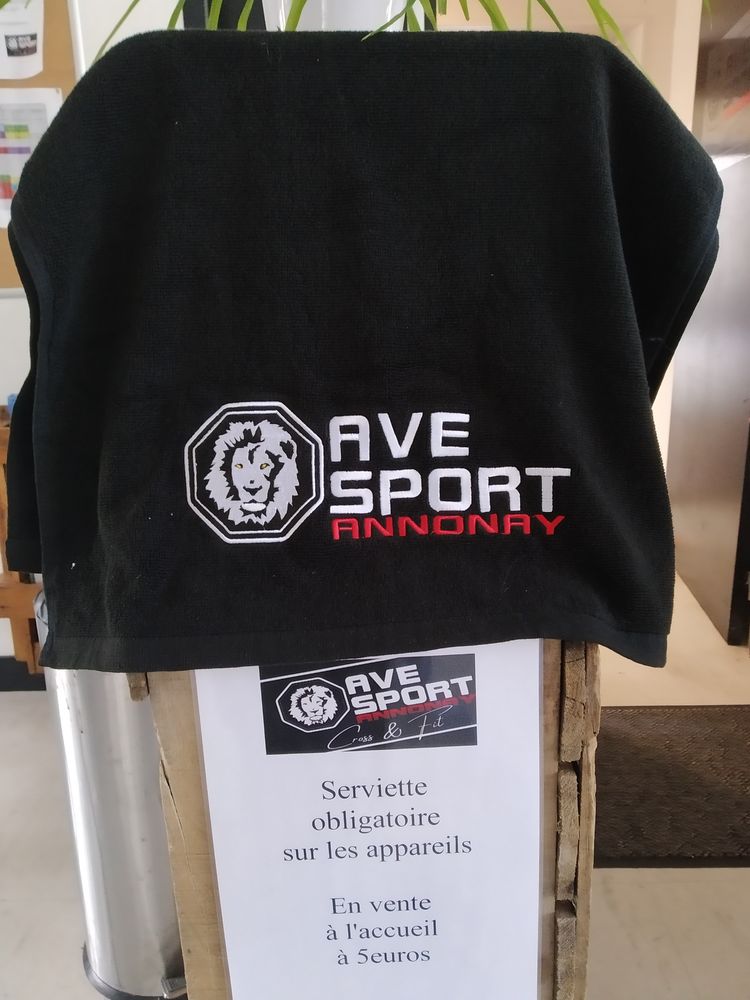 AVE
SPORT
ANNONAY
AVE
SPORT
ANNONAY
Cross & Fit
Serviette
obligatoire
sur les appareils
En vente
à l'accueil
à 5euros